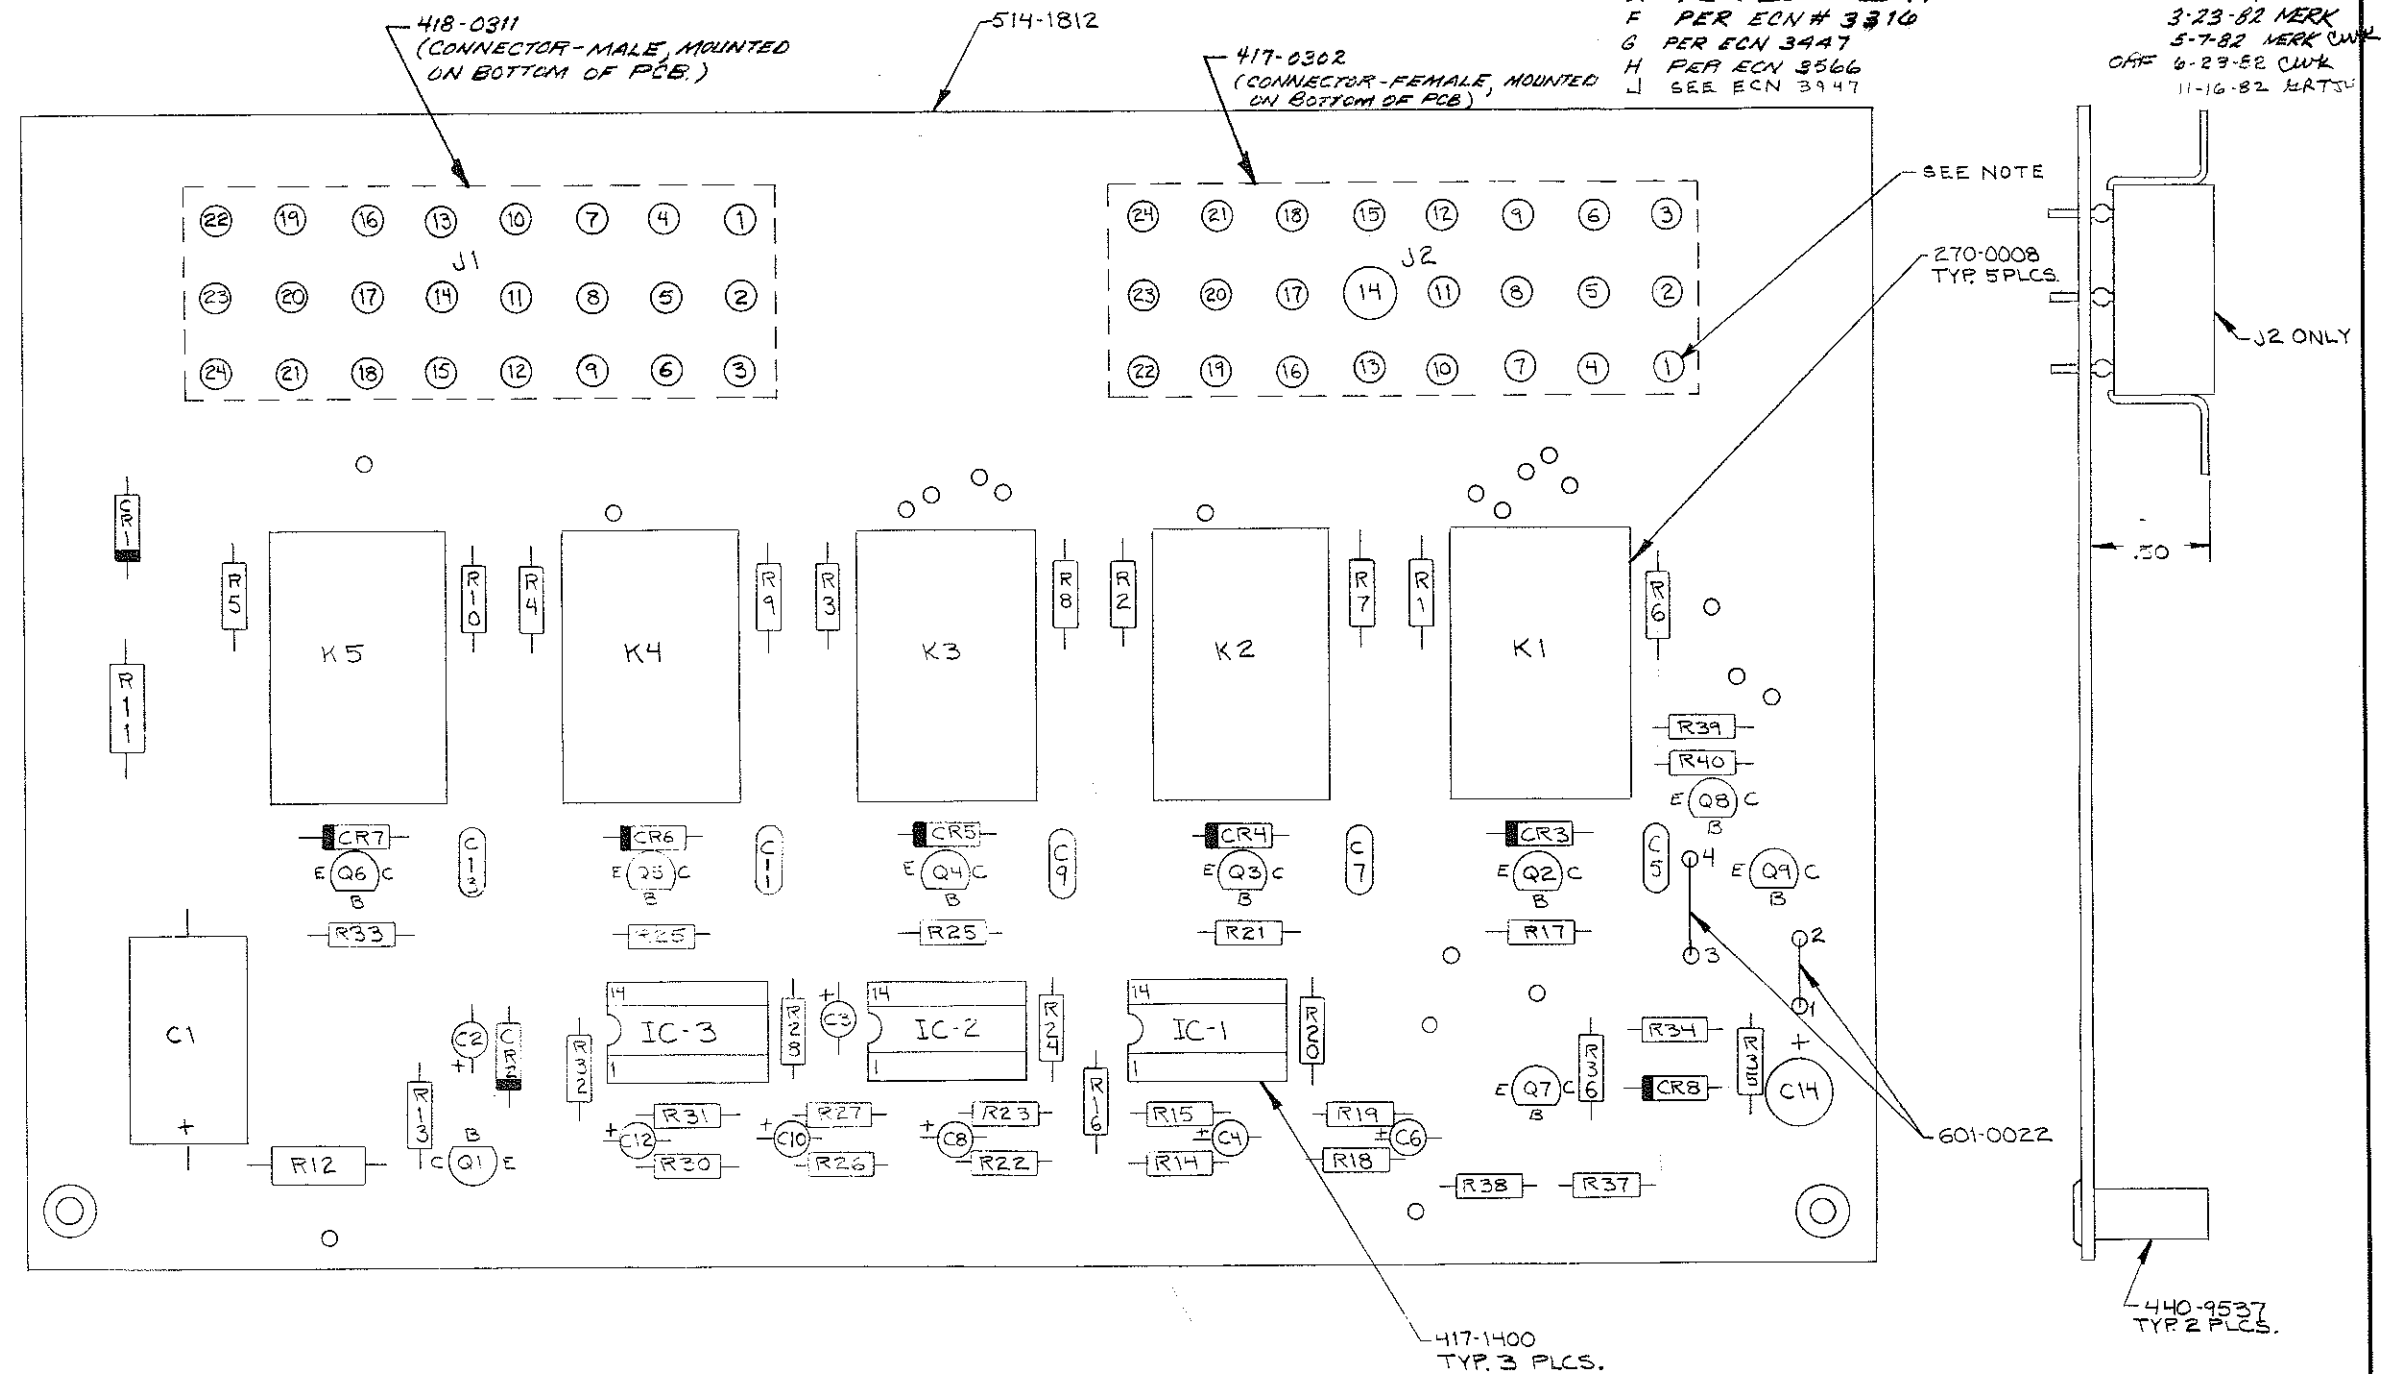 418-0311
(CONNECTOR-MALE, MOUNTED
ON BOTTOM OF PCB.)
514-1812
417-0302
(CONNECTOR-FEMALE, MOUNTED
ON BOTTOM OF PCB)
F PER ECN # 3316
G PER ECN 3447
H PER ECN 3566
J SEE ECN 3947
3-23-82 MERK
5-7-82 MERK CWK
6-23-82 CWK
11-16-82
SEE NOTE
270-0008
TYP. 5 PLCS.
J2 ONLY
.50
22 19 16 13 10 7 4 1
J1
23 20 17 14 11 8 5 2
24 21 18 15 12 9 6 3
24 21 18 15 12 9 6 3
J2
23 20 17 14 11 8 5 2
22 19 16 13 10 7 4 1
CR1
R5
R10
R4
R9
R3
R8
R2
R7
R1
R6
R11
K5
K4
K3
K2
K1
R39
R40
E Q8 C
B
CR7
CR6
CR5
CR4
CR3
C13
C11
C9
C7
C5
E Q6 C
B
E Q5 C
B
E Q4 C
B
E Q3 C
B
E Q2 C
B
4
3
E Q9 C
B
R33
R25
R25
R21
R17
2
1
C1
+
C2
+
CR2
R32
14
IC-3
1
R28
+
C3
14
IC-2
1
R24
14
IC-1
1
R20
R34
R35
R36
+
C14
CR8
E Q7 C
B
R13
R16
R31
R27
R23
R15
R19
+ C12
+ C10
+ C8
+ C4
+ C6
R30
R26
R22
R14
R18
R12
B
C Q1 E
R38
R37
601-0022
417-1400
TYP. 3 PLCS.
440-9537
TYP. 2 PLCS.